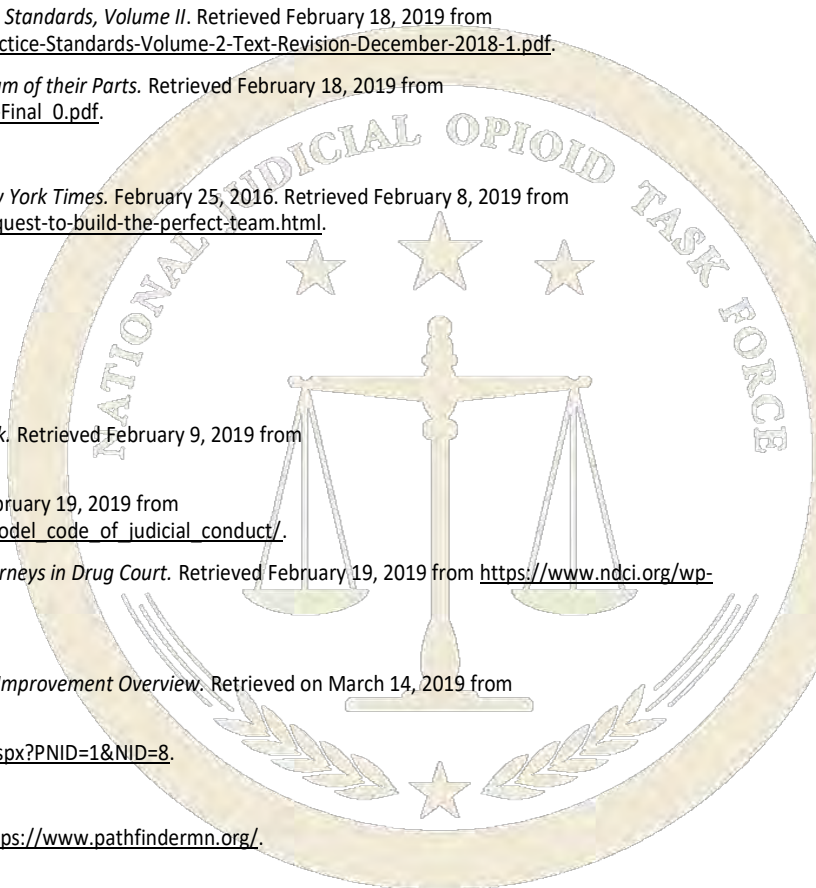 Standards, Volume II. Retrieved February 18, 2019 from
ctice-Standards-Volume-2-Text-Revision-December-2018-1.pdf.
um of their Parts. Retrieved February 18, 2019 from
Final_0.pdf.
NATIONAL JUDICIAL OPIOID TASK FORCE
York Times. February 25, 2016. Retrieved February 8, 2019 from
quest-to-build-the-perfect-team.html.
k. Retrieved February 9, 2019 from
bruary 19, 2019 from
odel_code_of_judicial_conduct/.
rneys in Drug Court. Retrieved February 19, 2019 from https://www.ndci.org/wp-
Improvement Overview. Retrieved on March 14, 2019 from
spx?PNID=1&NID=8.
ps://www.pathfindermn.org/.